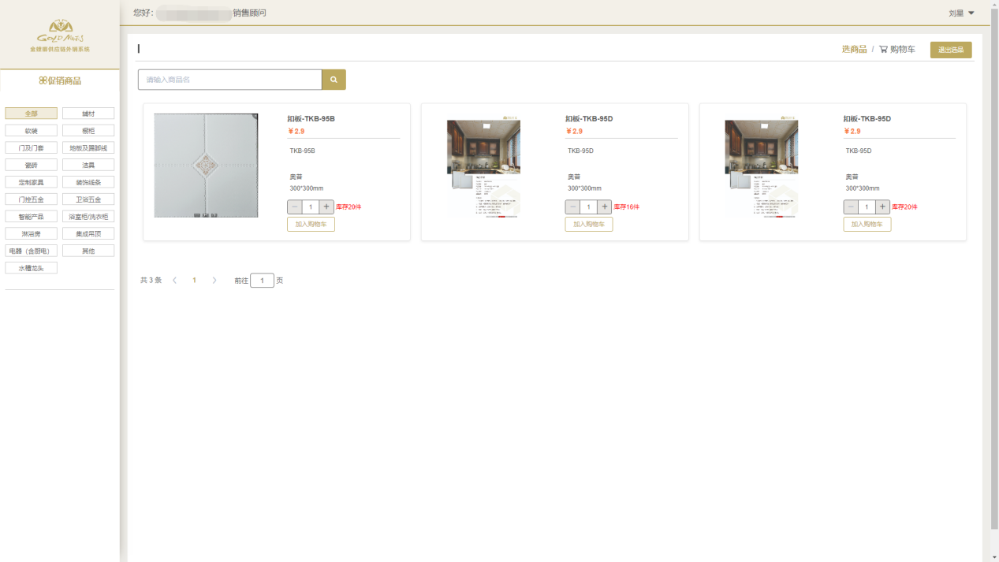 您好：
销售顾问
刘星
GOLD MANTIS
金螳螂供应链外销系统
促销商品
选商品 / 购物车
退出选品
请输入商品名
全部
辅材
软装
橱柜
门及门套
地板及踢脚线
瓷砖
洁具
定制家具
装饰线条
门控五金
卫浴五金
智能产品
浴室柜/洗衣柜
淋浴房
集成吊顶
电器（含厨电）
其他
水槽龙头
扣板-TKB-95B
￥2.9
TKB-95B
奥普
300*300mm
− 1 + 库存20件
加入购物车
扣板-TKB-95D
￥2.9
TKB-95D
奥普
300*300mm
− 1 + 库存16件
加入购物车
扣板-TKB-95D
￥2.9
TKB-95D
奥普
300*300mm
− 1 + 库存20件
加入购物车
共 3 条 < 1 > 前往 1 页